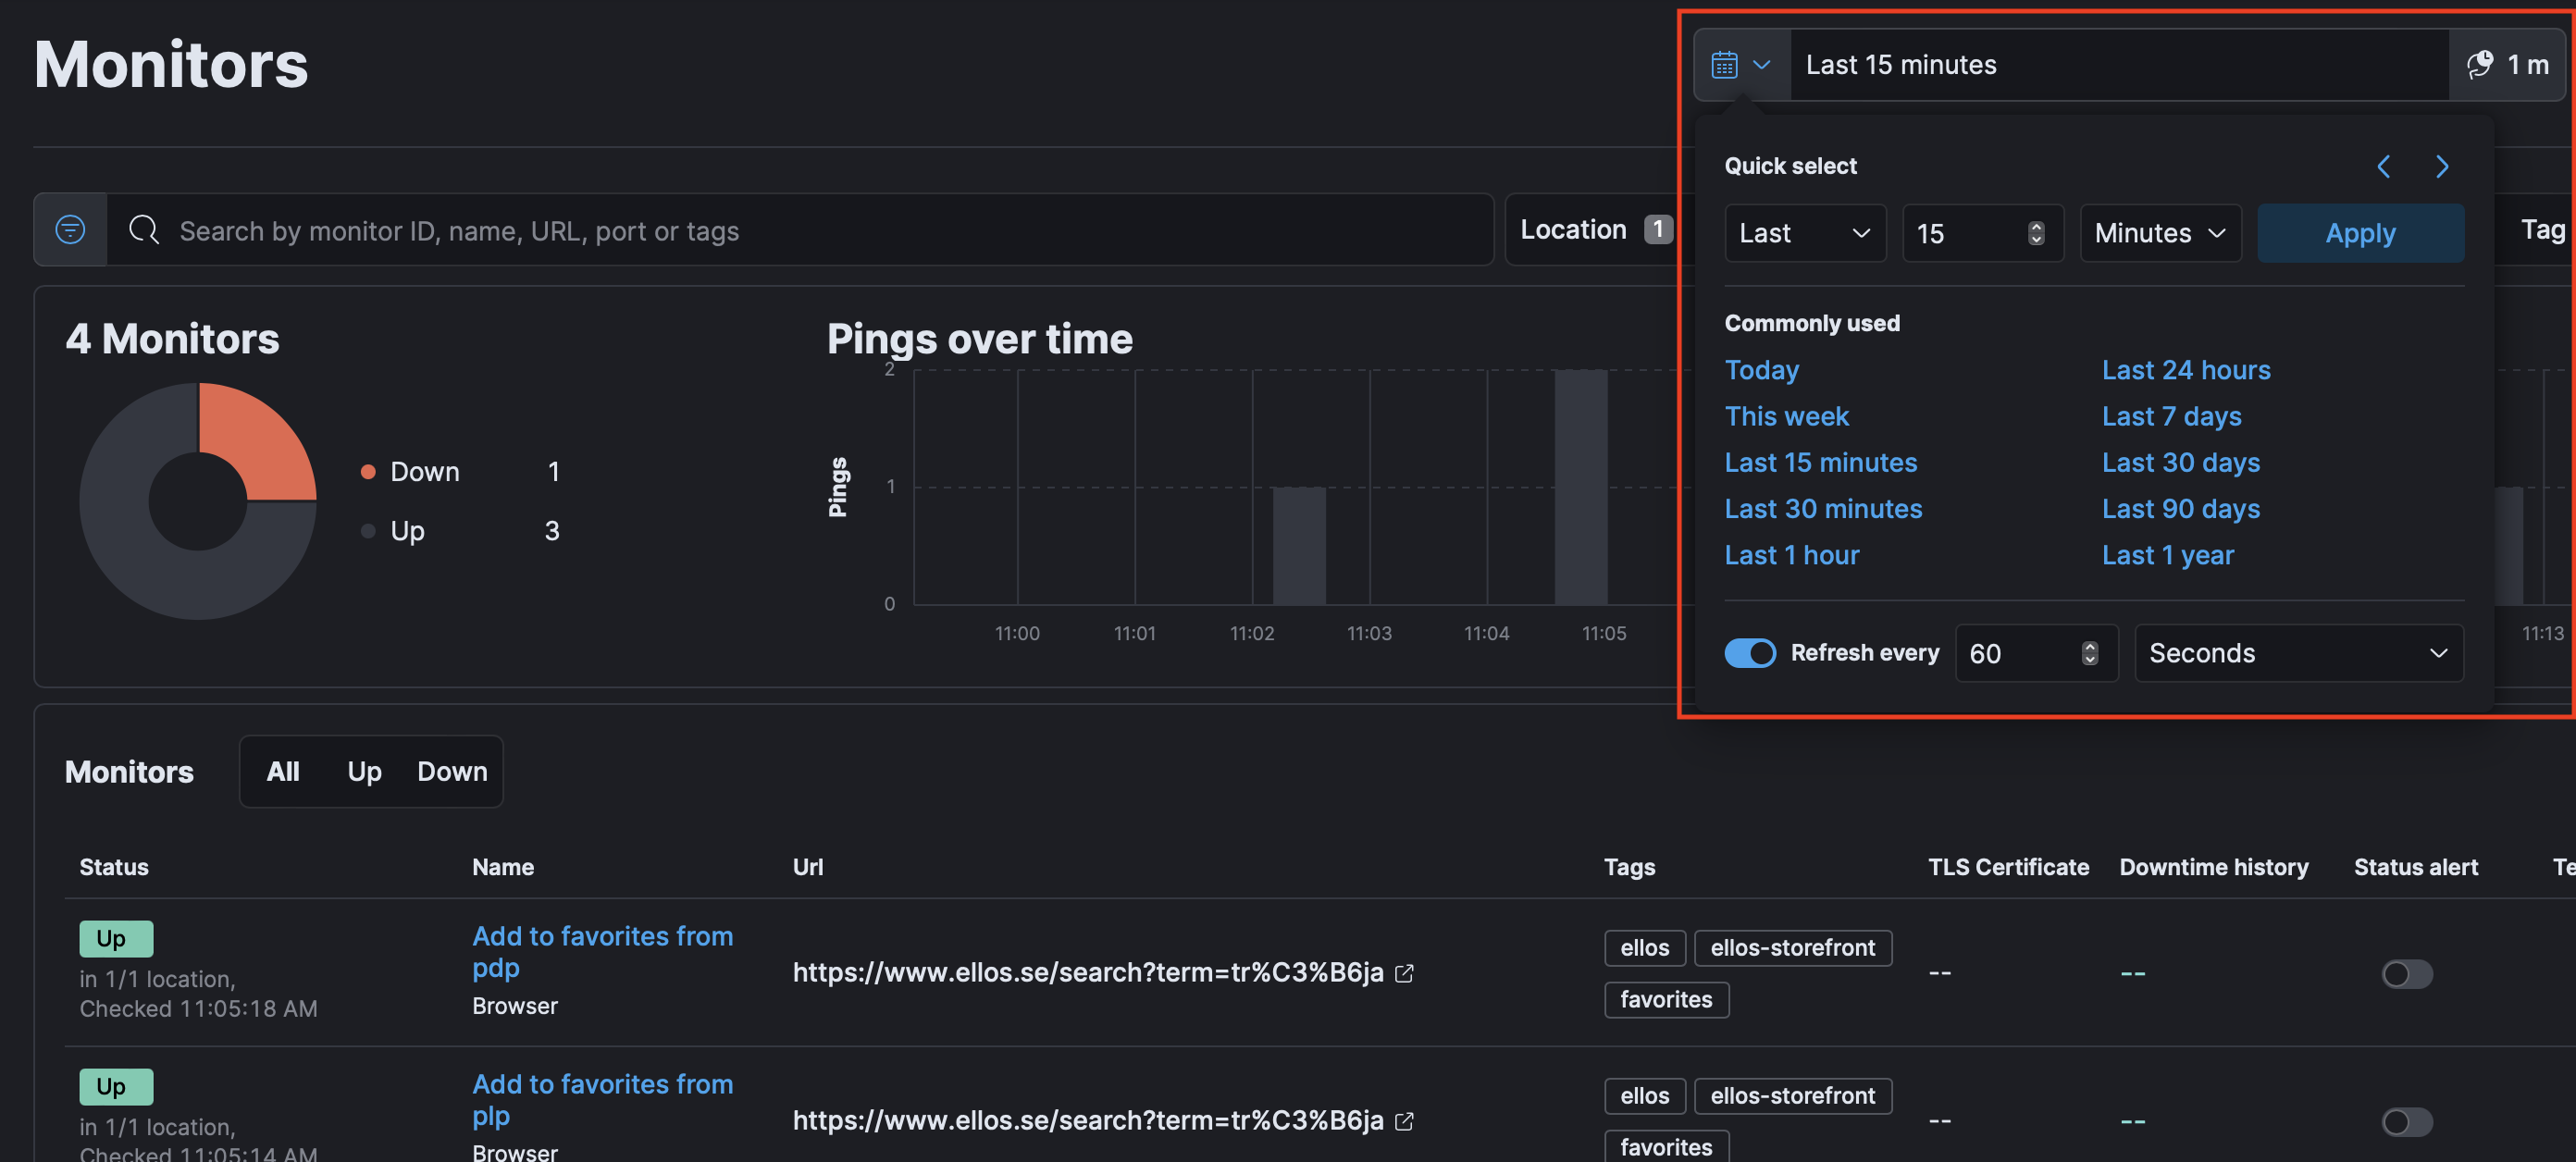 Monitors
Last 15 minutes
1 m
Quick select
Search by monitor ID, name, URL, port or tags
Location 1
Last
15
Minutes
Apply
Tag
4 Monitors
Down 1
Up 3
Pings over time
Pings
2
1
0
11:00 11:01 11:02 11:03 11:04 11:05 11:13
Commonly used
Today Last 24 hours
This week Last 7 days
Last 15 minutes Last 30 days
Last 30 minutes Last 90 days
Last 1 hour Last 1 year
Refresh every 60 Seconds
Monitors All Up Down
Status Name Url Tags TLS Certificate Downtime history Status alert Te
Up
in 1/1 location,
Checked 11:05:18 AM
Add to favorites from
pdp
Browser
https://www.ellos.se/search?term=tr%C3%B6ja
ellos ellos-storefront
favorites
--
--
Up
in 1/1 location,
Checked 11:05:14 AM
Add to favorites from
plp
Browser
https://www.ellos.se/search?term=tr%C3%B6ja
ellos ellos-storefront
favorites
--
--